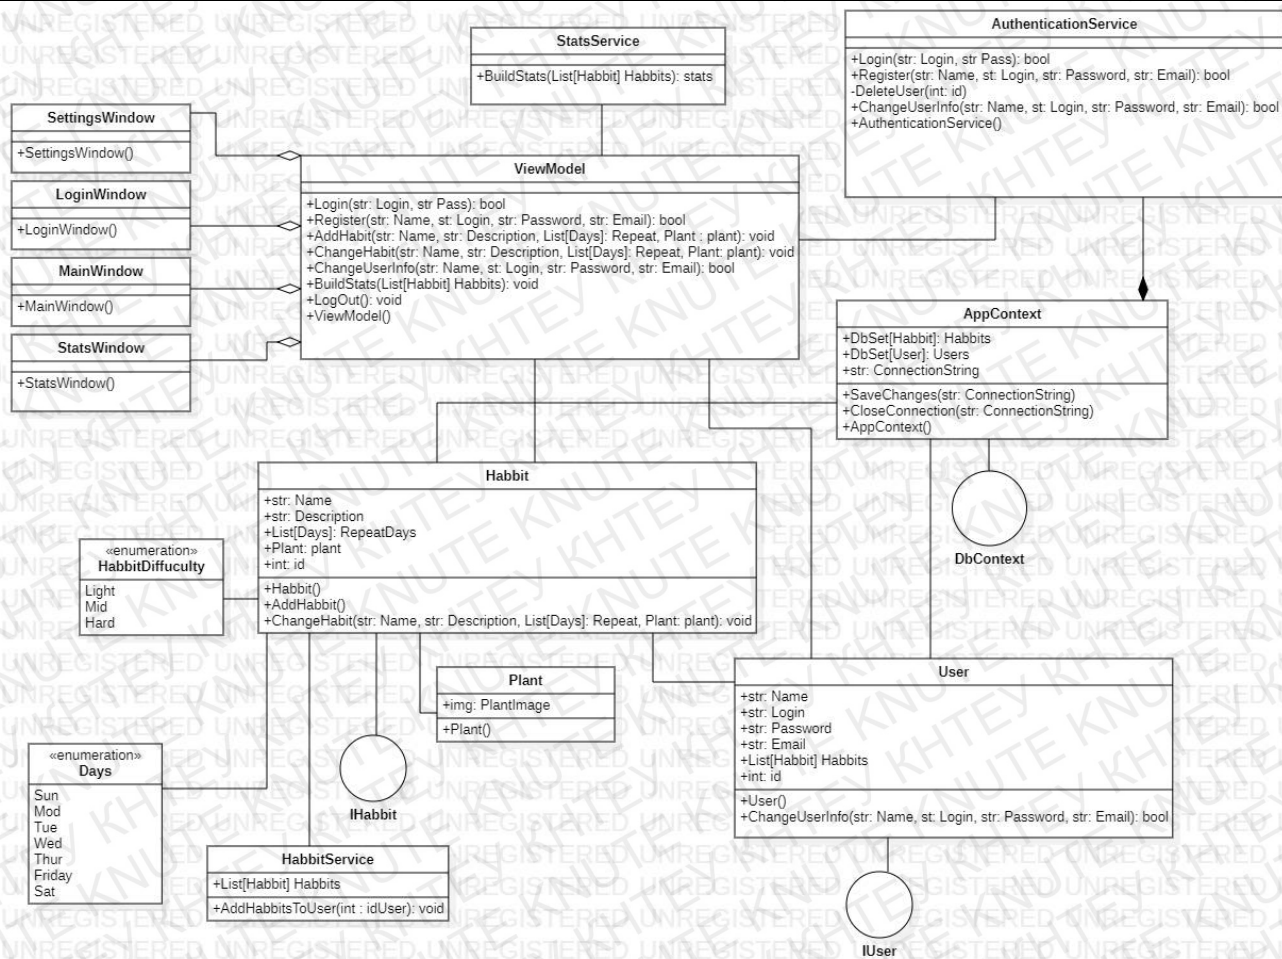 StatsService
+BuildStats(List[Habbit] Habbits): stats
AuthenticationService
+Login(str: Login, str Pass): bool
+Register(str: Name, st: Login, str: Password, str: Email): bool
-DeleteUser(int: id)
+ChangeUserInfo(str: Name, st: Login, str: Password, str: Email): bool
+AuthenticationService()
SettingsWindow
+SettingsWindow()
LoginWindow
+LoginWindow()
MainWindow
+MainWindow()
StatsWindow
+StatsWindow()
ViewModel
+Login(str: Login, str Pass): bool
+Register(str: Name, st: Login, str: Password, str: Email): bool
+AddHabit(str: Name, str: Description, List[Days]: Repeat, Plant : plant): void
+ChangeHabit(str: Name, str: Description, List[Days]: Repeat, Plant: plant): void
+ChangeUserInfo(str: Name, st: Login, str: Password, str: Email): bool
+BuildStats(List[Habbit] Habbits): void
+LogOut(): void
+ViewModel()
AppContext
+DbSet[Habbit]: Habbits
+DbSet[User]: Users
+str: ConnectionString
+SaveChanges(str: ConnectionString)
+CloseConnection(str: ConnectionString)
+AppContext()
DbContext
Habbit
+str: Name
+str: Description
+List[Days]: RepeatDays
+Plant: plant
+int: id
+Habbit()
+AddHabbit()
+ChangeHabit(str: Name, str: Description, List[Days]: Repeat, Plant: plant): void
«enumeration»
HabbitDiffuculty
Light
Mid
Hard
Plant
+img: PlantImage
+Plant()
User
+str: Name
+str: Login
+str: Password
+str: Email
+List[Habbit] Habbits
+int: id
+User()
+ChangeUserInfo(str: Name, st: Login, str: Password, str: Email): bool
«enumeration»
Days
Sun
Mod
Tue
Wed
Thur
Friday
Sat
IHabbit
HabbitService
+List[Habbit] Habbits
+AddHabbitsToUser(int : idUser): void
IUser